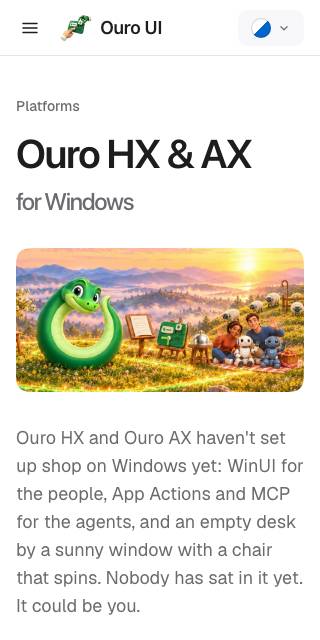 Ouro UI
Platforms
Ouro HX & AX
for Windows
Ouro HX and Ouro AX haven't set
up shop on Windows yet: WinUI for
the people, App Actions and MCP
for the agents, and an empty desk
by a sunny window with a chair
that spins. Nobody has sat in it yet.
It could be you.